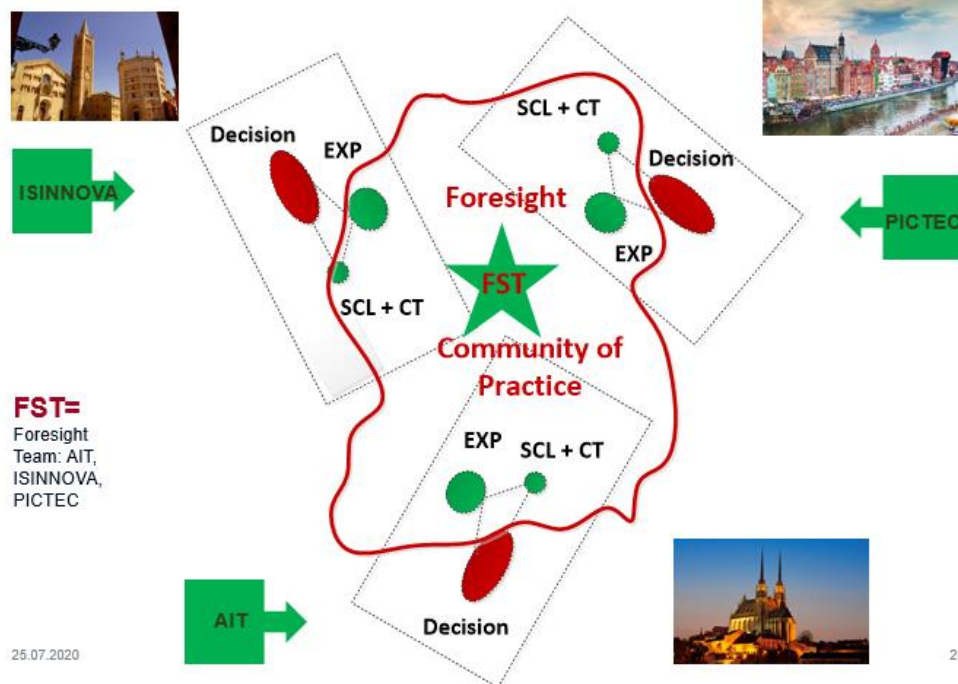 ISINNOVA
Decision
EXP
SCL + CT
SCL + CT
Decision
EXP
PICTEC
Foresight
FST
Community of
Practice
FST=
Foresight
Team: AIT,
ISINNOVA,
PICTEC
EXP
SCL + CT
Decision
AIT
25.07.2020
2